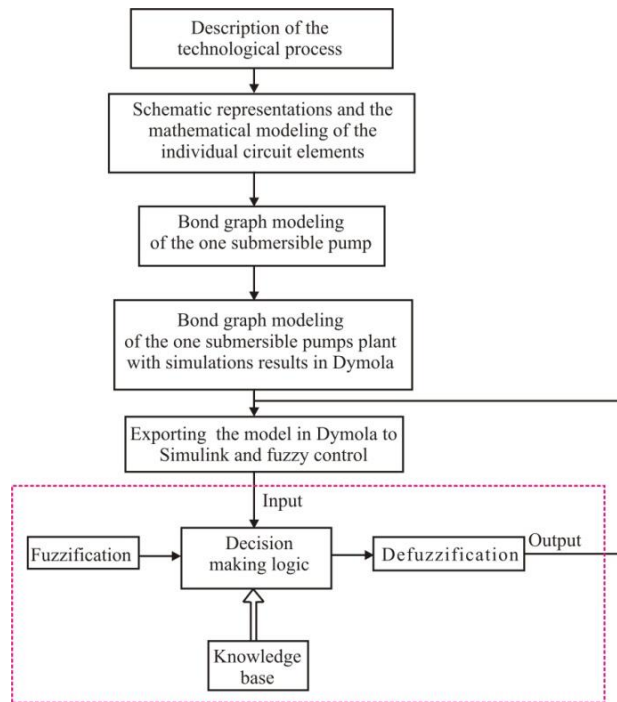 Description of the
technological process
Schematic representations and the
mathematical modeling of the
individual circuit elements
Bond graph modeling
of the one submersible pump
Bond graph modeling
of the one submersible pumps plant
with simulations results in Dymola
Exporting the model in Dymola to
Simulink and fuzzy control
Input
Fuzzification
Decision
making logic
Defuzzification
Output
Knowledge
base